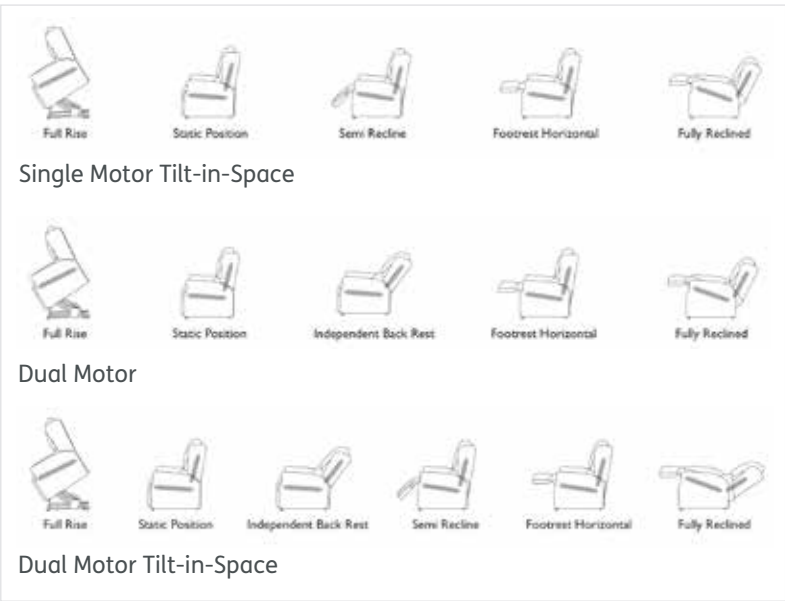 Full Rise Static Position Semi Recline Footrest Horizontal Fully Reclined
Single Motor Tilt-in-Space
Full Rise Static Position Independent Back Rest Footrest Horizontal Fully Reclined
Dual Motor
Full Rise Static Position Independent Back Rest Semi Recline Footrest Horizontal Fully Reclined
Dual Motor Tilt-in-Space